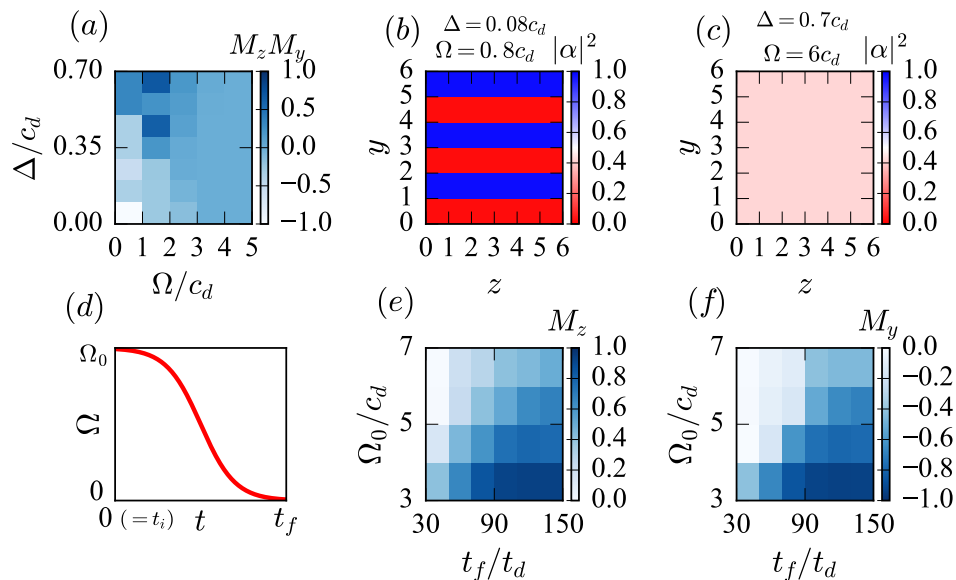 (a)
M_z M_y
0.70
0.35
0.00
Δ/c_d
0 1 2 3 4 5
Ω/c_d
1.0
0.5
0.0
−0.5
−1.0
(b)
Δ = 0.08c_d
Ω = 0.8c_d
|α|²
6
5
4
3
2
1
0
y
0 1 2 3 4 5 6
z
1.0
0.8
0.6
0.4
0.2
0.0
(c)
Δ = 0.7c_d
Ω = 6c_d
|α|²
6
5
4
3
2
1
0
y
0 1 2 3 4 5 6
z
1.0
0.8
0.6
0.4
0.2
0.0
(d)
Ω₀
Ω
0
0 (= t_i) t t_f
(e)
M_z
7
5
3
Ω₀/c_d
30 90 150
t_f/t_d
1.0
0.8
0.6
0.4
0.2
0.0
(f)
M_y
7
5
3
Ω₀/c_d
30 90 150
t_f/t_d
0.0
−0.2
−0.4
−0.6
−0.8
−1.0